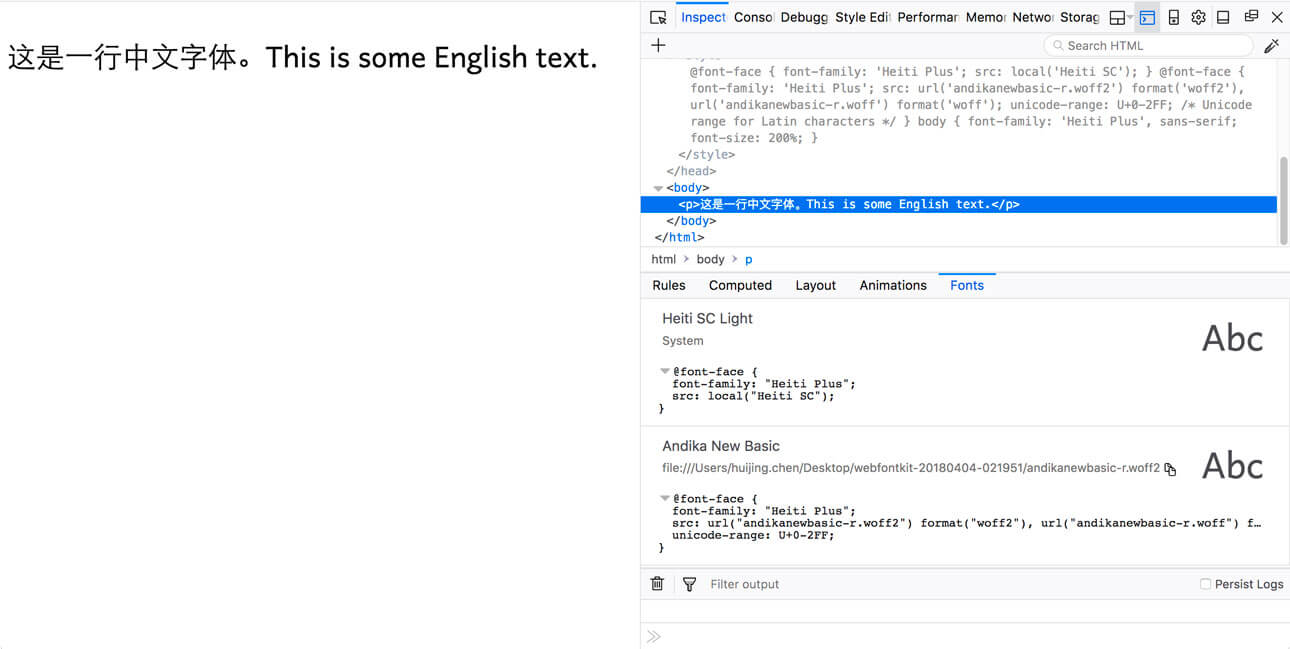 这是一行中文字体。This is some English text.
Inspect Conso Debugg Style Edi Performan Memo Netwo Storag
Search HTML
@font-face { font-family: 'Heiti Plus'; src: local('Heiti SC'); } @font-face {
font-family: 'Heiti Plus'; src: url('andikanewbasic-r.woff2') format('woff2'),
url('andikanewbasic-r.woff') format('woff'); unicode-range: U+0-2FF; /* Unicode
range for Latin characters */ } body { font-family: 'Heiti Plus', sans-serif;
font-size: 200%; }
</style>
</head>
<body>
<p>这是一行中文字体。This is some English text.</p>
</body>
</html>
html > body > p
Rules Computed Layout Animations Fonts
Heiti SC Light
System
Abc
@font-face {
font-family: "Heiti Plus";
src: local("Heiti SC");
}
Andika New Basic
file:///Users/huijing.chen/Desktop/webfontkit-20180404-021951/andikanewbasic-r.woff2
Abc
@font-face {
font-family: "Heiti Plus";
src: url("andikanewbasic-r.woff2") format("woff2"), url("andikanewbasic-r.woff") f…
unicode-range: U+0-2FF;
}
Filter output Persist Logs